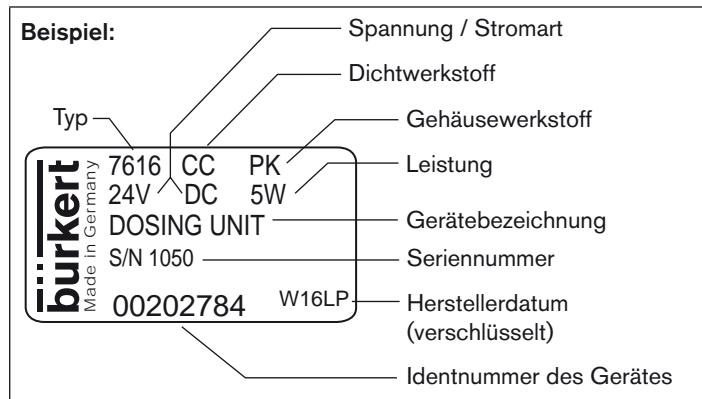 Beispiel:
Spannung / Stromart
Dichtwerkstoff
Typ
Gehäusewerkstoff
Leistung
Gerätebezeichnung
Seriennummer
Herstellerdatum
(verschlüsselt)
Identnummer des Gerätes
bürkert
Made in Germany
7616 CC PK
24V DC 5W
DOSING UNIT
S/N 1050
00202784 W16LP